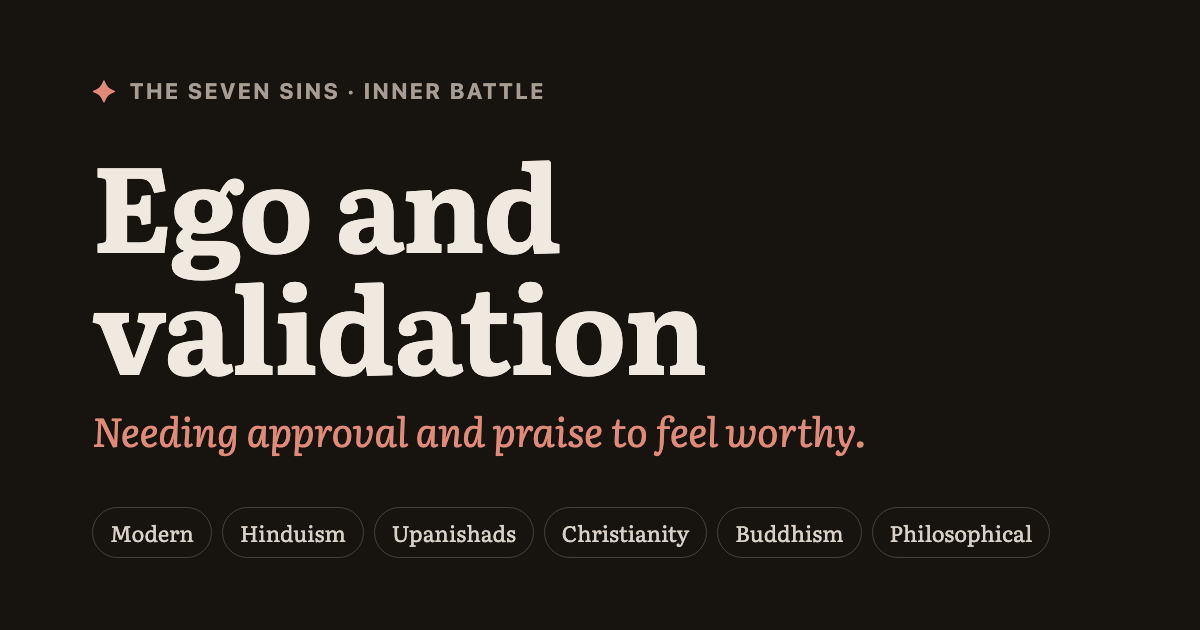 THE SEVEN SINS · INNER BATTLE
Ego and
validation
Needing approval and praise to feel worthy.
Modern Hinduism Upanishads Christianity Buddhism Philosophical